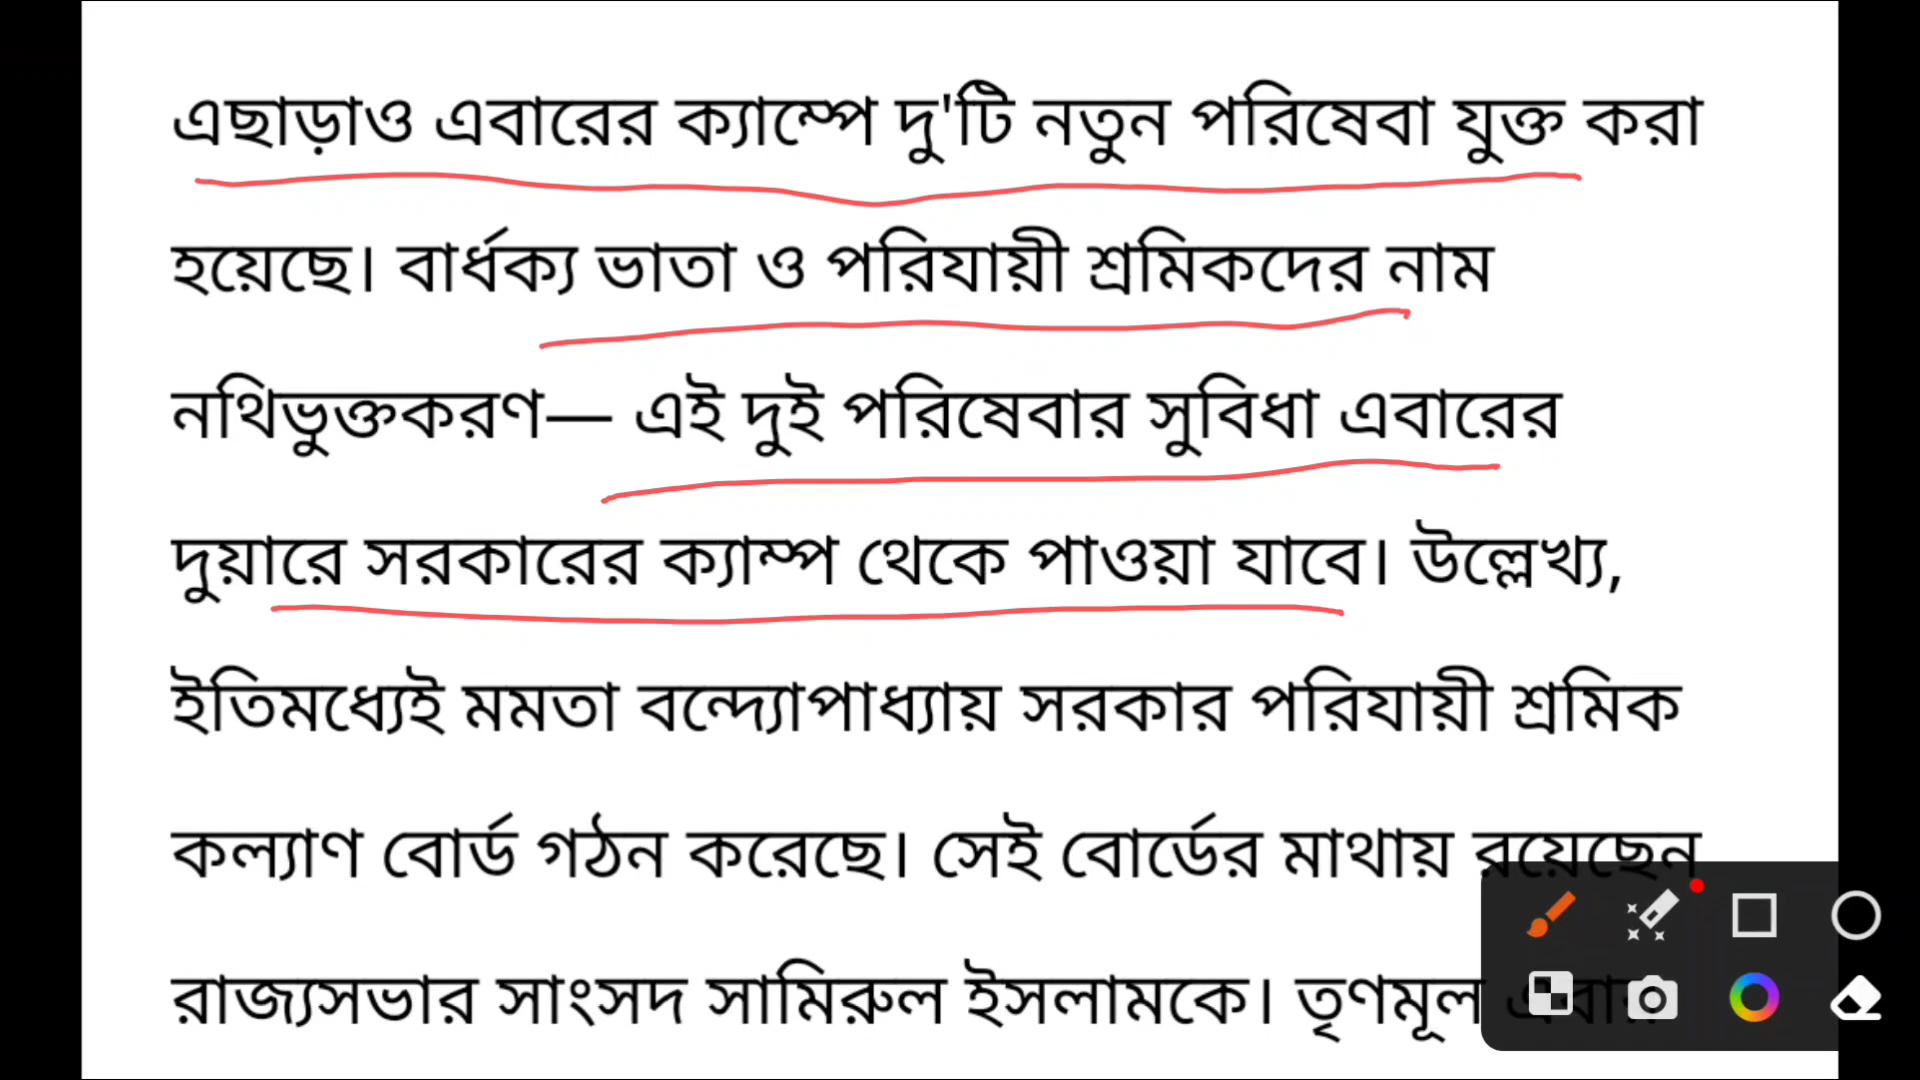 এছাড়াও এবারের ক্যাম্পে দু'টি নতুন পরিষেবা যুক্ত করা
হয়েছে। বার্ধক্য ভাতা ও পরিযায়ী শ্রমিকদের নাম
নথিভুক্তকরণ— এই দুই পরিষেবার সুবিধা এবারের
দুয়ারে সরকারের ক্যাম্প থেকে পাওয়া যাবে। উল্লেখ্য,
ইতিমধ্যেই মমতা বন্দ্যোপাধ্যায় সরকার পরিযায়ী শ্রমিক
কল্যাণ বোর্ড গঠন করেছে। সেই বোর্ডের মাথায় রয়েছেন
রাজ্যসভার সাংসদ সামিরুল ইসলামকে। তৃণমূল এবার